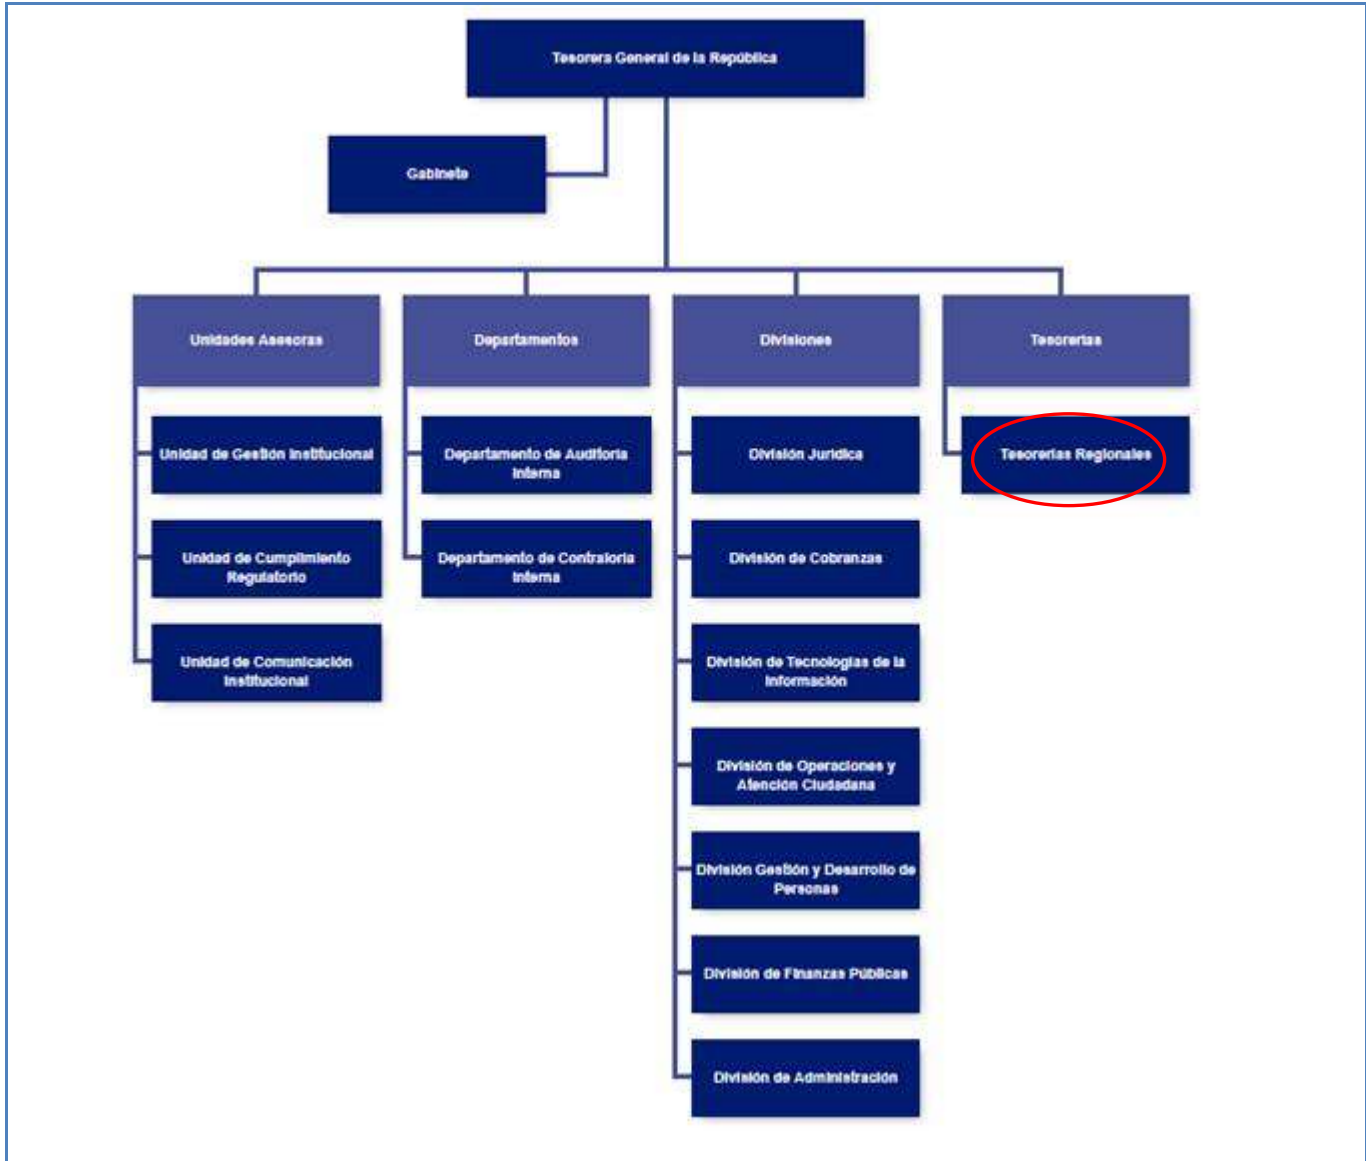 Tesorera General de la República
Gabinete
Unidades Asesoras
Departamentos
Divisiones
Tesorerías
Unidad de Gestión Institucional
Departamento de Auditoría
Interna
División Jurídica
Tesorerías Regionales
Unidad de Cumplimiento
Regulatorio
Departamento de Contraloría
Interna
División de Cobranzas
Unidad de Comunicación
Institucional
División de Tecnologías de la
Información
División de Operaciones y
Atención Ciudadana
División Gestión y Desarrollo de
Personas
División de Finanzas Públicas
División de Administración